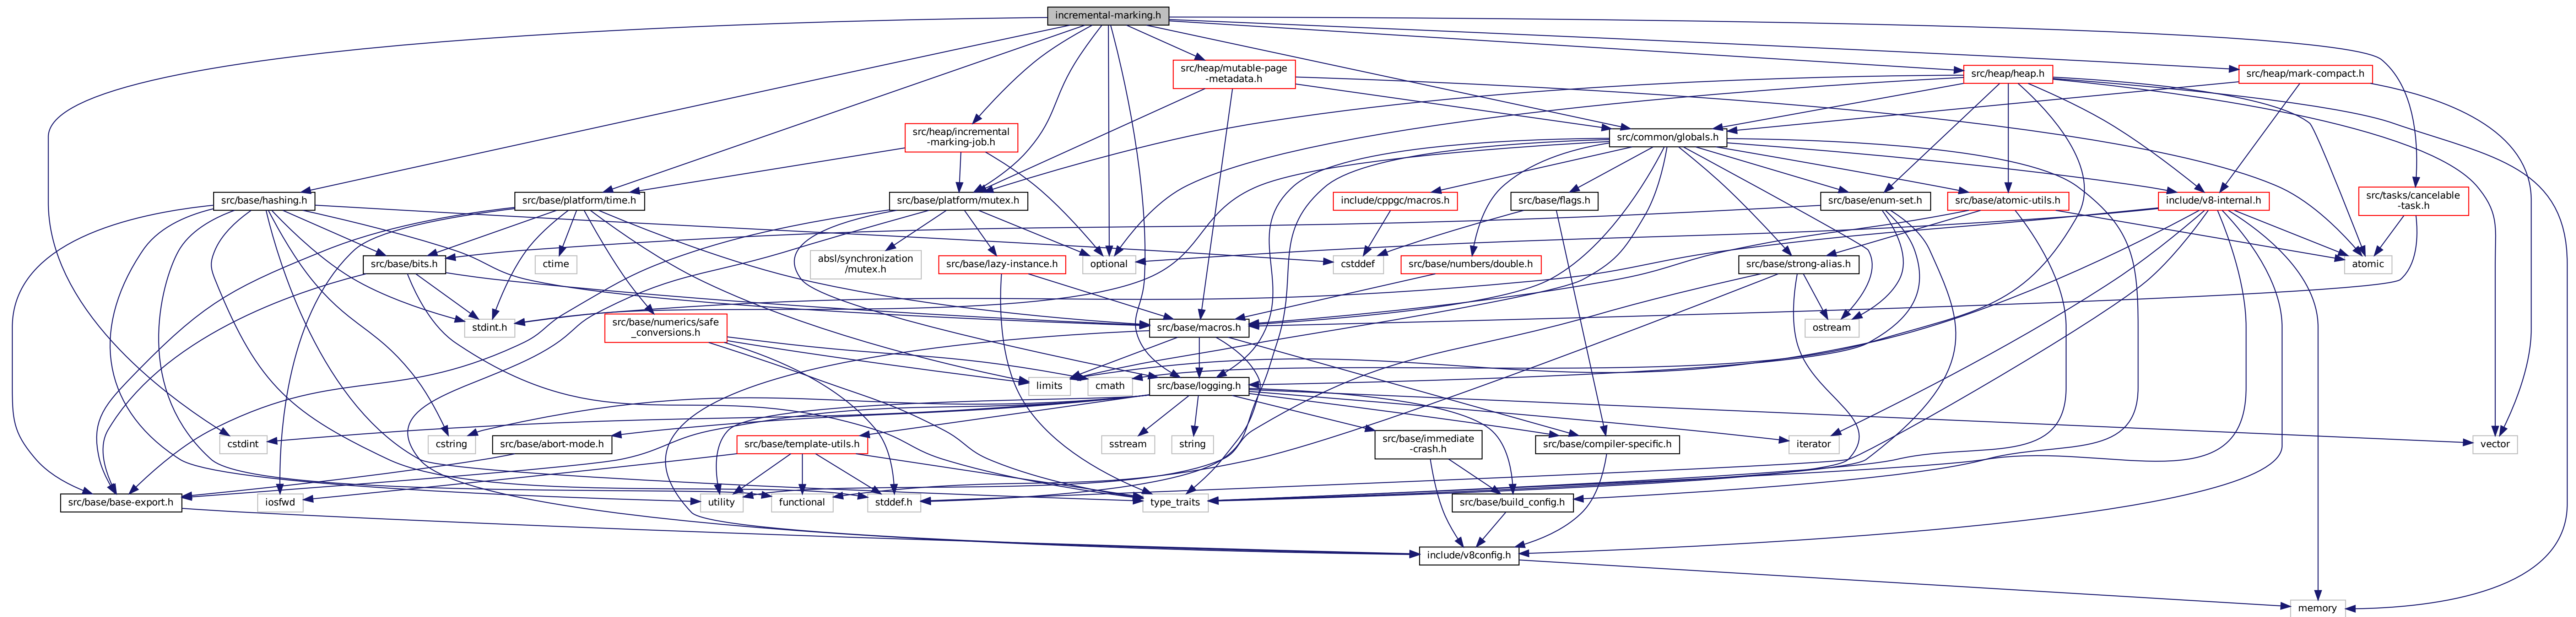 incremental-marking.h
src/heap/mutable-page
-metadata.h
src/heap/heap.h
src/heap/mark-compact.h
src/heap/incremental
-marking-job.h
src/common/globals.h
src/base/hashing.h
src/base/platform/time.h
src/base/platform/mutex.h
include/cppgc/macros.h
src/base/flags.h
src/base/enum-set.h
src/base/atomic-utils.h
include/v8-internal.h
src/tasks/cancelable
-task.h
src/base/bits.h
ctime
absl/synchronization
/mutex.h
src/base/lazy-instance.h
optional
cstddef
src/base/numbers/double.h
src/base/strong-alias.h
atomic
stdint.h
src/base/numerics/safe
_conversions.h
src/base/macros.h
ostream
limits
cmath
src/base/logging.h
cstdint
cstring
src/base/abort-mode.h
src/base/template-utils.h
sstream
string
src/base/immediate
-crash.h
src/base/compiler-specific.h
iterator
vector
src/base/base-export.h
iosfwd
utility
functional
stddef.h
type_traits
src/base/build_config.h
include/v8config.h
memory